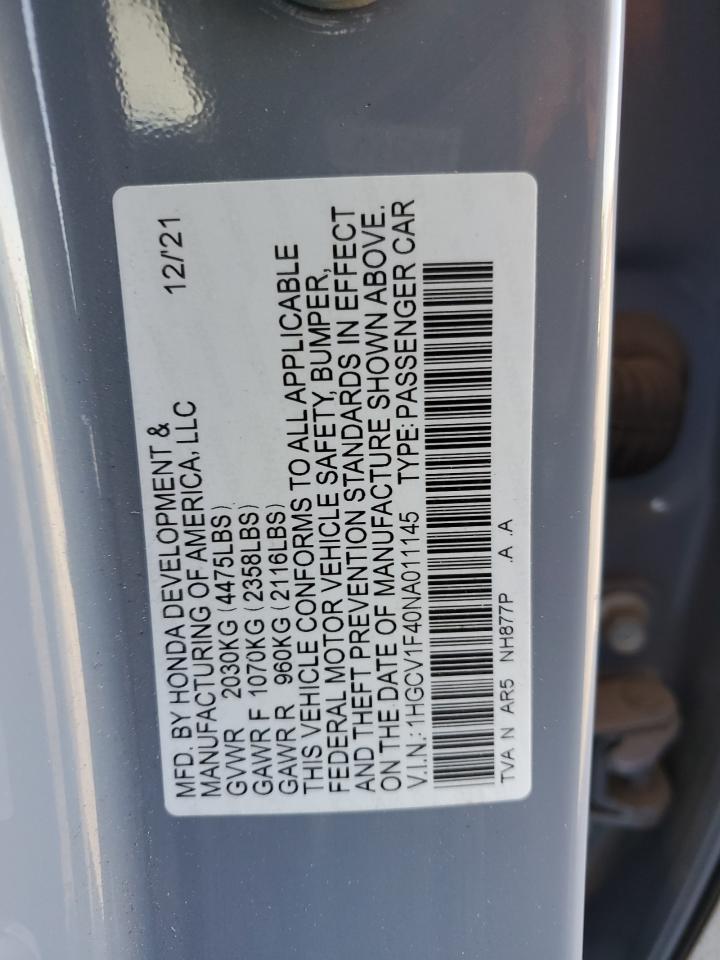 MFD. BY HONDA DEVELOPMENT &
MANUFACTURING OF AMERICA, LLC 12/'21
GVWR 2030KG (4475LBS)
GAWR F 1070KG (2358LBS)
GAWR R 960KG (2116LBS)
THIS VEHICLE CONFORMS TO ALL APPLICABLE
FEDERAL MOTOR VEHICLE SAFETY, BUMPER,
AND THEFT PREVENTION STANDARDS IN EFFECT
ON THE DATE OF MANUFACTURE SHOWN ABOVE.
V.I.N.: 1HGCV1F40NA011145 TYPE: PASSENGER CAR
TVA N AR5 NH877P .A .A